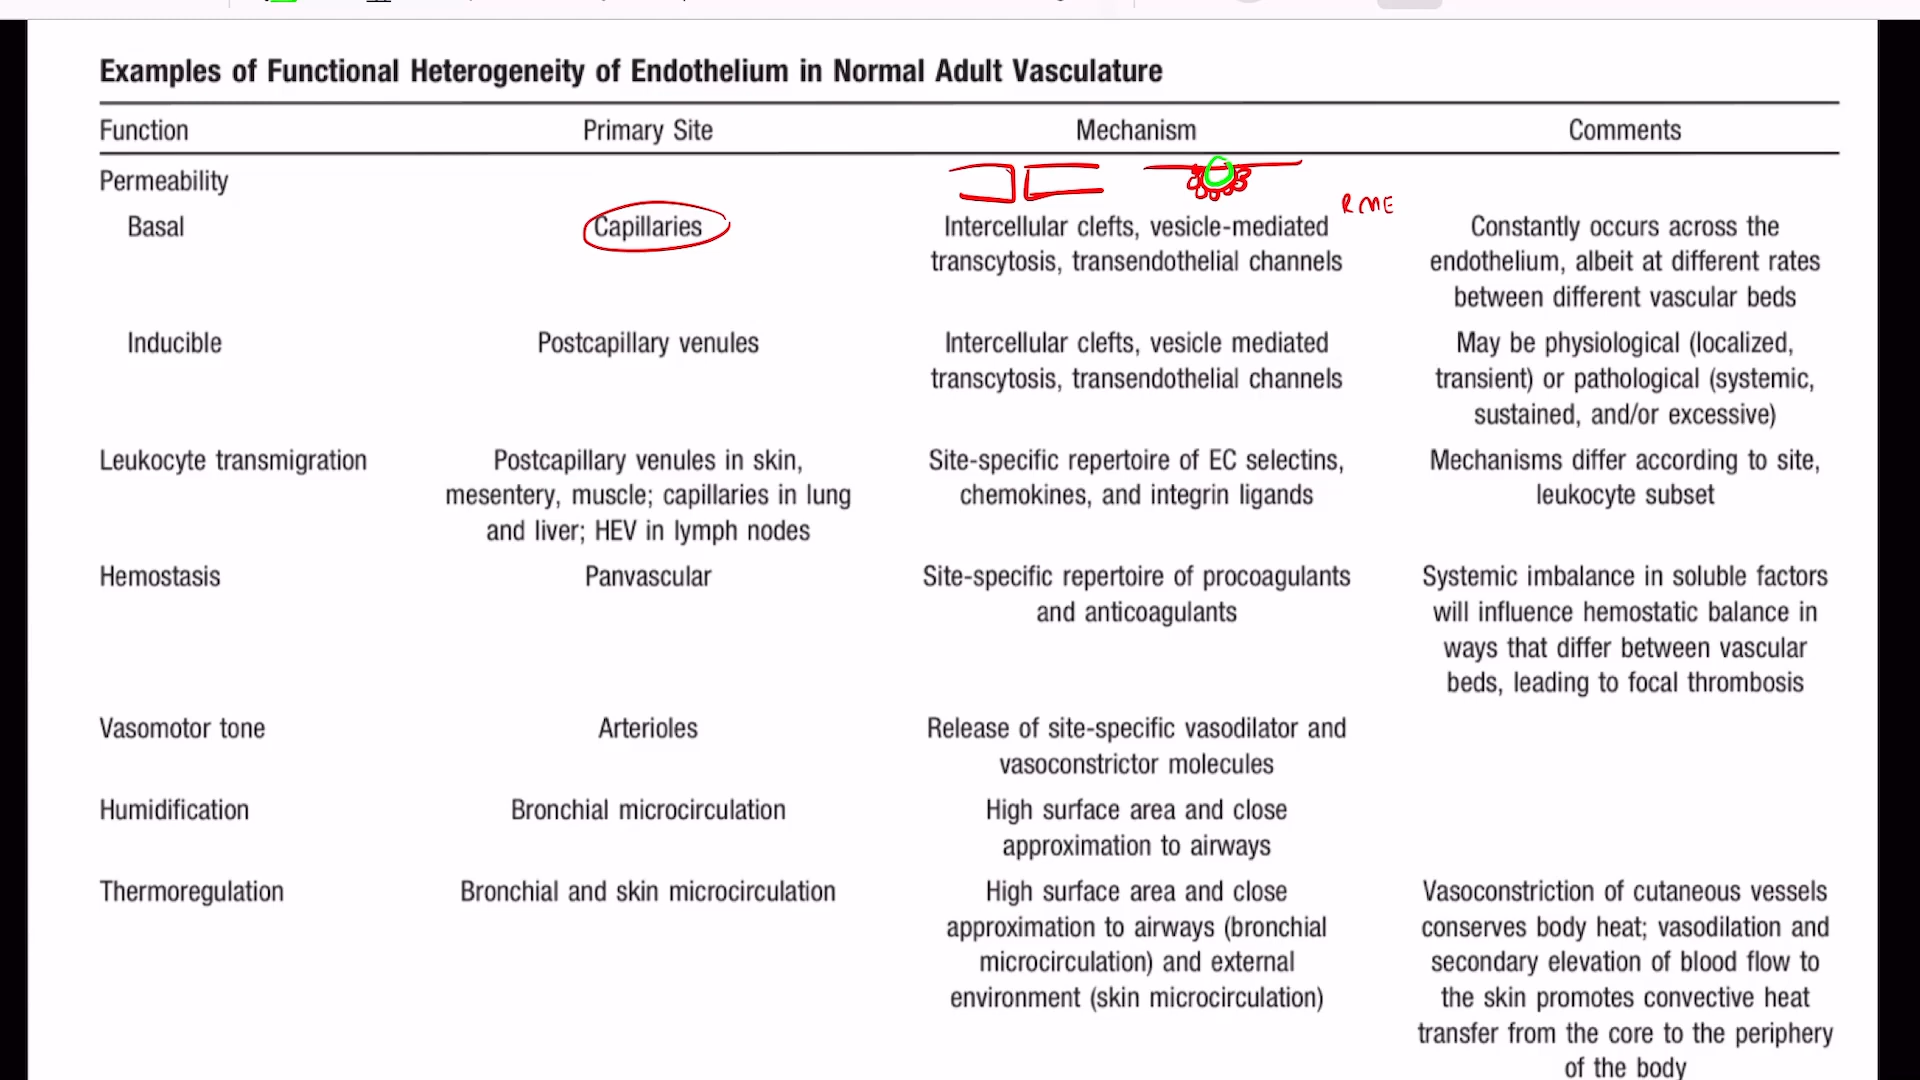 Examples of Functional Heterogeneity of Endothelium in Normal Adult Vasculature
Function Primary Site Mechanism Comments
Permeability
RME
Basal Capillaries Intercellular clefts, vesicle-mediated Constantly occurs across the
transcytosis, transendothelial channels endothelium, albeit at different rates
between different vascular beds
Inducible Postcapillary venules Intercellular clefts, vesicle mediated May be physiological (localized,
transcytosis, transendothelial channels transient) or pathological (systemic,
sustained, and/or excessive)
Leukocyte transmigration Postcapillary venules in skin, Site-specific repertoire of EC selectins, Mechanisms differ according to site,
mesentery, muscle; capillaries in lung chemokines, and integrin ligands leukocyte subset
and liver; HEV in lymph nodes
Hemostasis Panvascular Site-specific repertoire of procoagulants Systemic imbalance in soluble factors
and anticoagulants will influence hemostatic balance in
ways that differ between vascular
beds, leading to focal thrombosis
Vasomotor tone Arterioles Release of site-specific vasodilator and
vasoconstrictor molecules
Humidification Bronchial microcirculation High surface area and close
approximation to airways
Thermoregulation Bronchial and skin microcirculation High surface area and close Vasoconstriction of cutaneous vessels
approximation to airways (bronchial conserves body heat; vasodilation and
microcirculation) and external secondary elevation of blood flow to
environment (skin microcirculation) the skin promotes convective heat
transfer from the core to the periphery
of the body